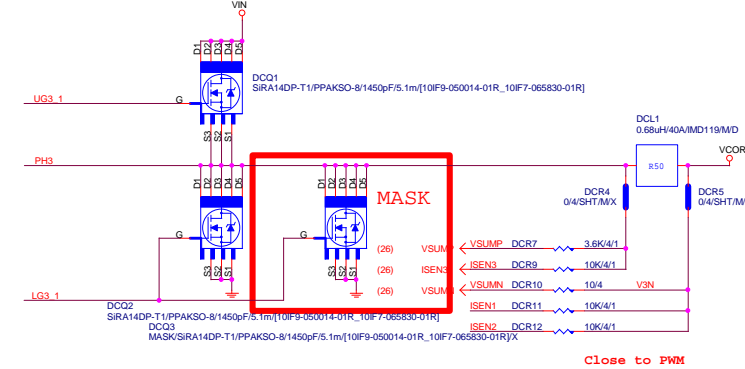 VIN
D1 D2 D3 D4 D5
DCQ1
SiRA14DP-T1/PPAKSO-8/1450pF/5.1m/[10IF9-050014-01R_10IF7-065830-01R]
UG3_1
G
S3 S2 S1
DCL1
0.68uH/40A/IMD119/M/D
VCOR
PH3
R50
D1 D2 D3 D4 D5
D1 D2 D3 D4 D5
MASK
DCR4
0/4/SHT/M/X
DCR5
0/4/SHT/M/
G
G
(26) VSUMP VSUMP DCR7 3.6K/4/1
(26) ISEN3 ISEN3 DCR9 10K/4/1
S3 S2 S1
S3 S2 S1
(26) VSUMN VSUMN DCR10 10/4 V3N
LG3_1
DCQ2
ISEN1 DCR11 10K/4/1
SiRA14DP-T1/PPAKSO-8/1450pF/5.1m/[10IF9-050014-01R_10IF7-065830-01R]
DCQ3
ISEN2 DCR12 10K/4/1
MASK/SiRA14DP-T1/PPAKSO-8/1450pF/5.1m/[10IF9-050014-01R_10IF7-065830-01R]/X
Close to PWM